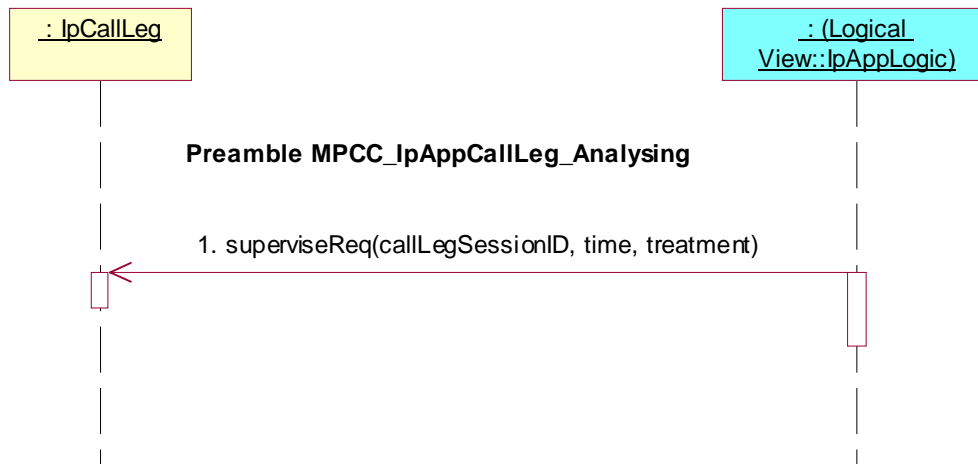 : IpCallLeg
: (Logical
View::IpAppLogic)
Preamble MPCC_IpAppCallLeg_Analysing
1. superviseReq(callLegSessionID, time, treatment)